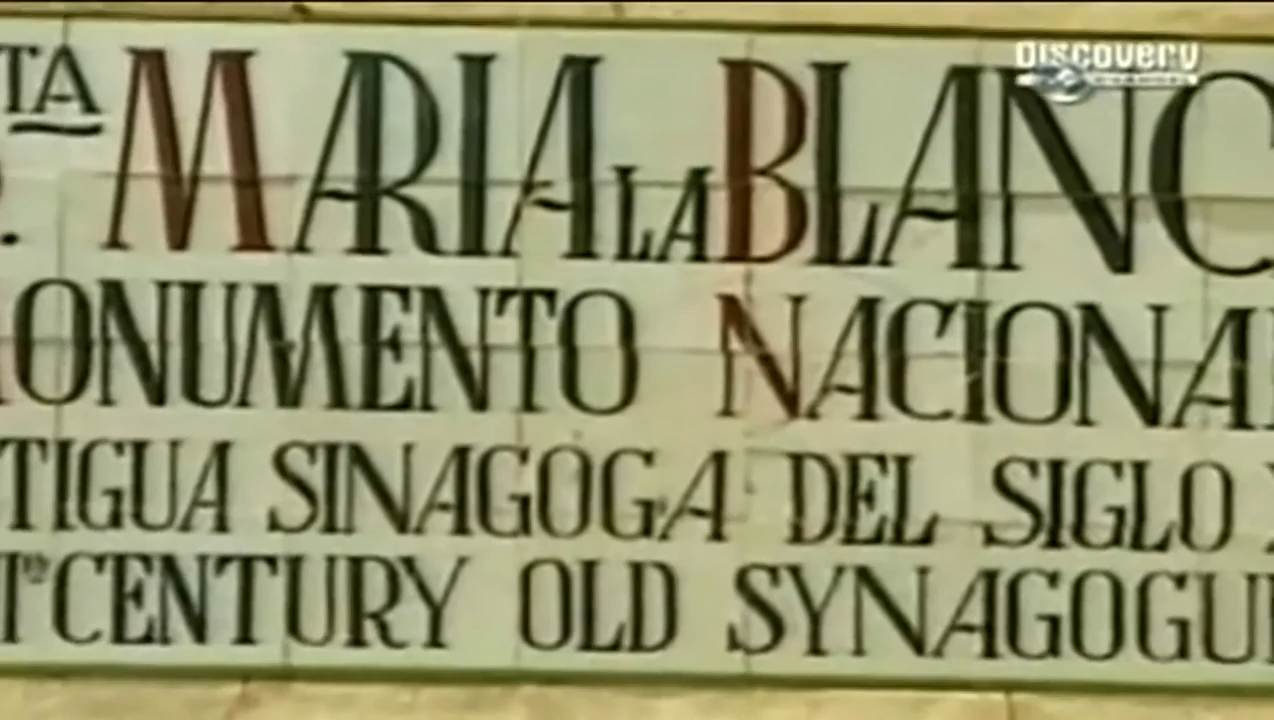 Discovery
TA MARIA LA BLANC
ONUMENTO NACIONA
TIGUA SINAGOGA DEL SIGLO X
CENTURY OLD SYNAGOGU